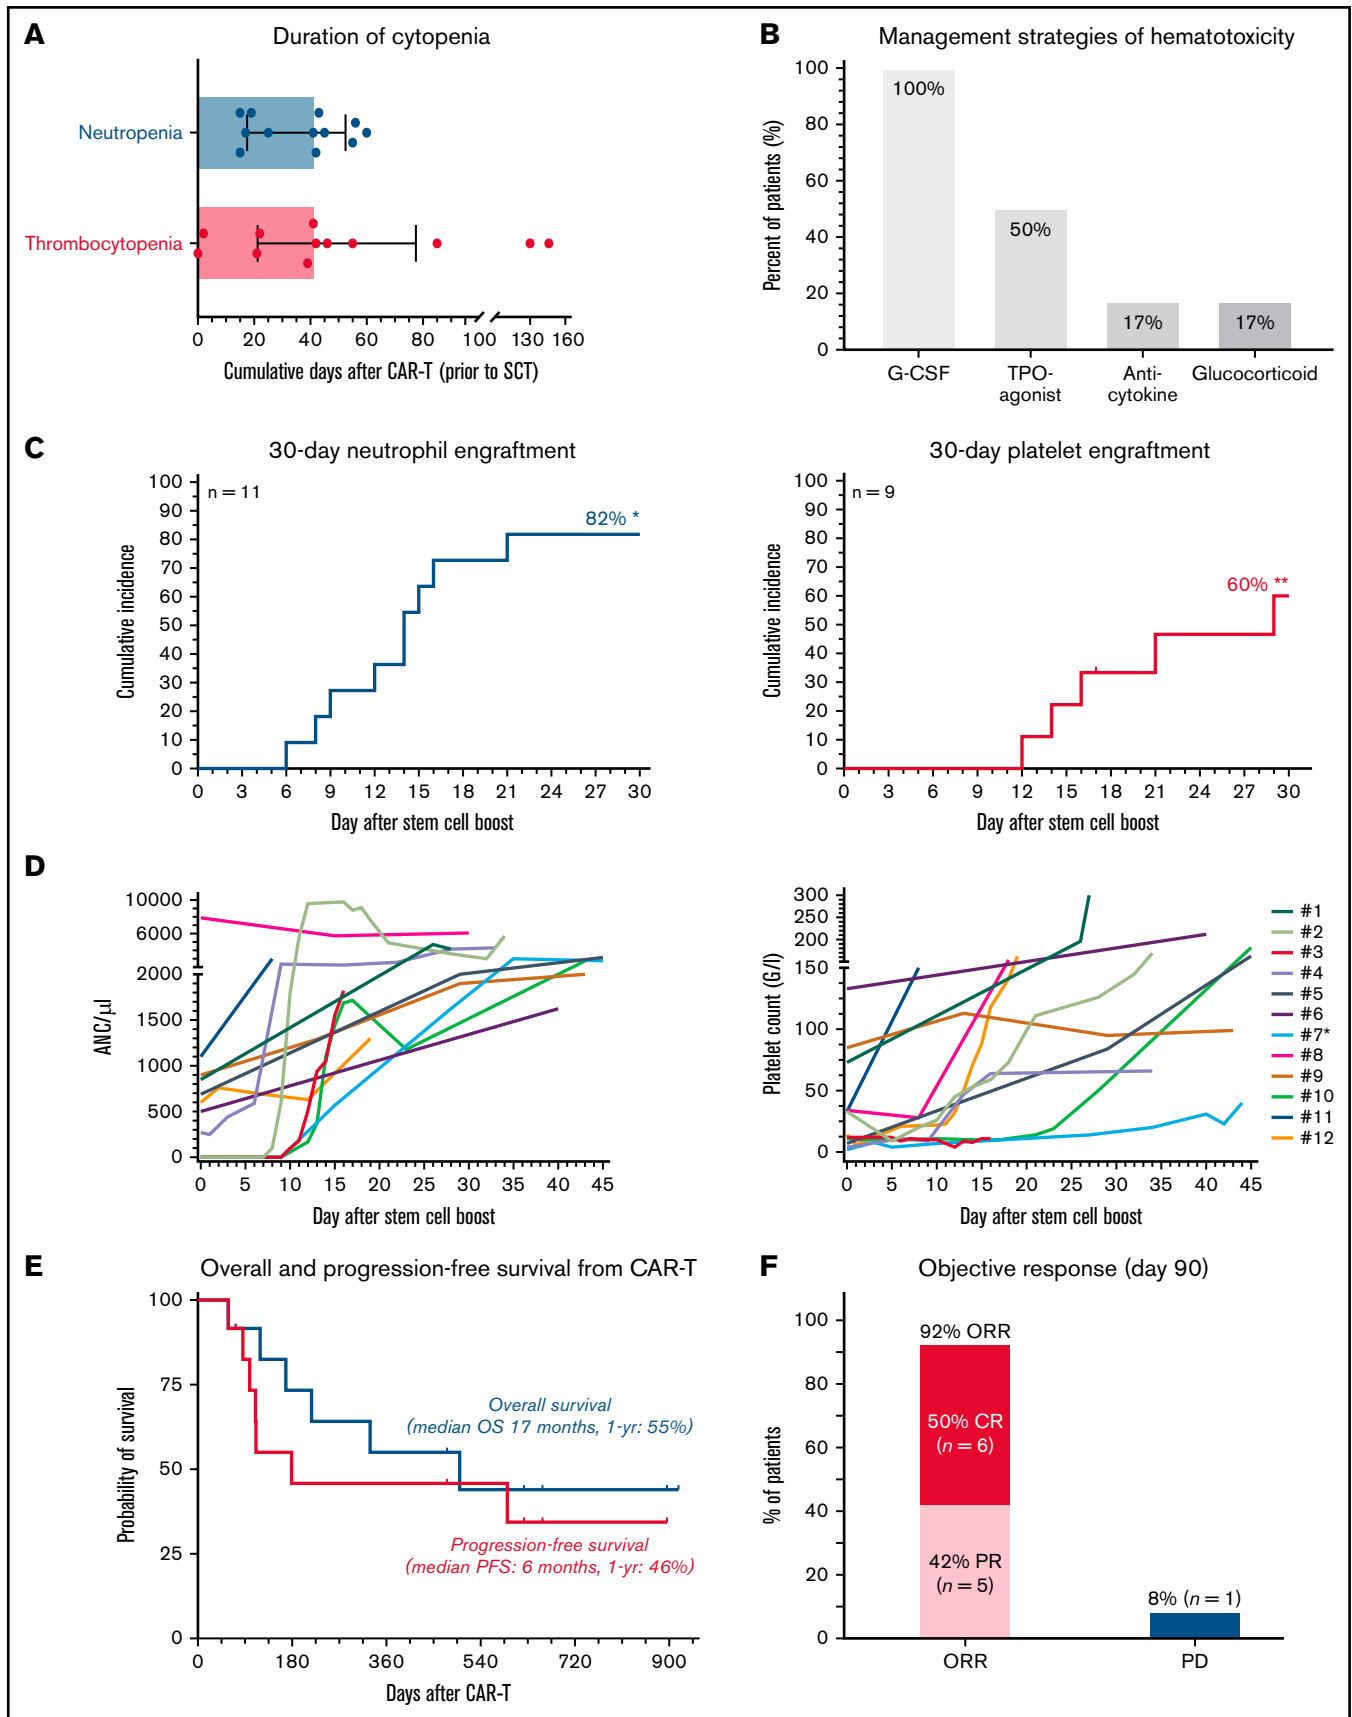 A
Duration of cytopenia
Neutropenia
Thrombocytopenia
0 20 40 60 80 100 130 160
Cumulative days after CAR-T (prior to SCT)
B
Management strategies of hematotoxicity
Percent of patients (%)
100
80
60
40
20
0
100%
50%
17%
17%
G-CSF
TPO-
agonist
Anti-
cytokine
Glucocorticoid
C
30-day neutrophil engraftment
Cumulative incidence
100
90
80
70
60
50
40
30
20
10
0
n = 11
82% *
0 3 6 9 12 15 18 21 24 27 30
Day after stem cell boost
30-day platelet engraftment
Cumulative incidence
100
90
80
70
60
50
40
30
20
10
0
n = 9
60% **
0 3 6 9 12 15 18 21 24 27 30
Day after stem cell boost
D
ANC/µl
10000
6000
2000
1500
1000
500
0
0 5 10 15 20 25 30 35 40 45
Day after stem cell boost
Platelet count (G/l)
300
250
200
150
100
50
0
0 5 10 15 20 25 30 35 40 45
Day after stem cell boost
#1
#2
#3
#4
#5
#6
#7*
#8
#9
#10
#11
#12
E
Overall and progression-free survival from CAR-T
Probability of survival
100
75
50
25
0
Overall survival
(median OS 17 months, 1-yr: 55%)
Progression-free survival
(median PFS: 6 months, 1-yr: 46%)
0 180 360 540 720 900
Days after CAR-T
F
Objective response (day 90)
% of patients
100
80
60
40
20
0
92% ORR
50% CR
(n = 6)
42% PR
(n = 5)
8% (n = 1)
ORR
PD